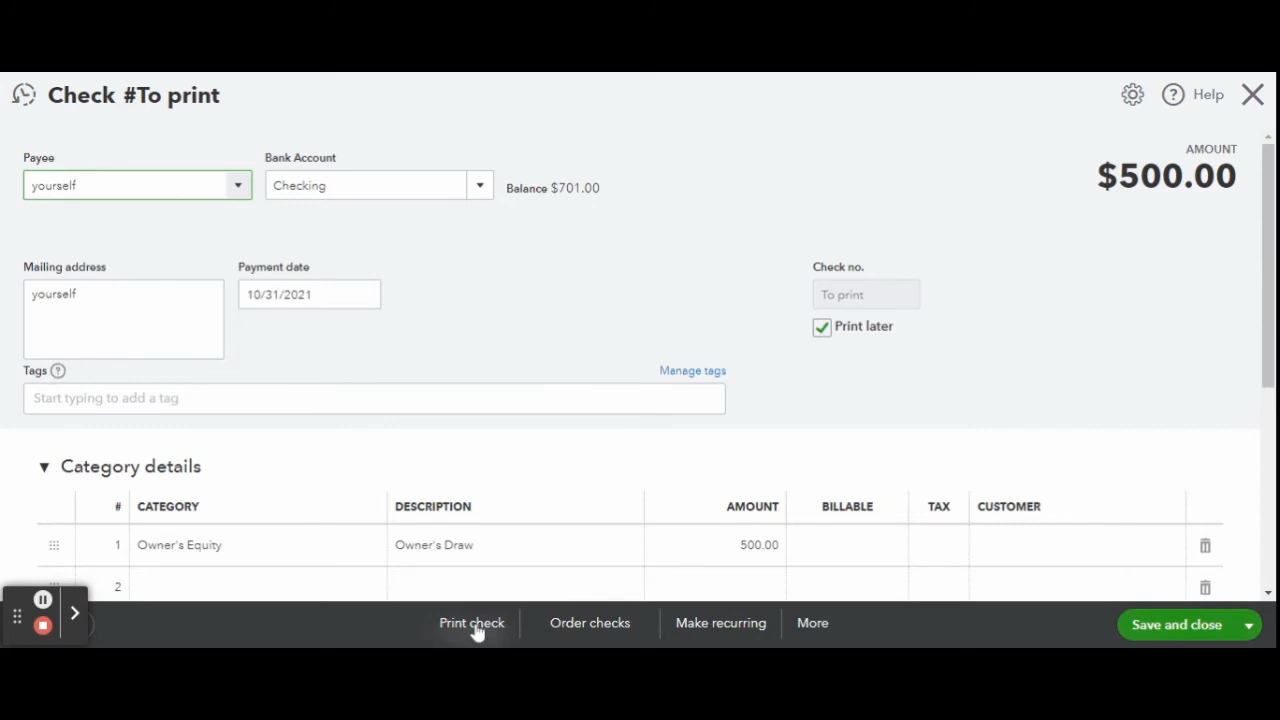 Check #To print
Help
Payee
Bank Account
AMOUNT
yourself
Checking
Balance $701.00
$500.00
Mailing address
Payment date
Check no.
yourself
10/31/2021
To print
Print later
Tags
Manage tags
Start typing to add a tag
Category details
# CATEGORY DESCRIPTION AMOUNT BILLABLE TAX CUSTOMER
1 Owner's Equity Owner's Draw 500.00
2
Print check Order checks Make recurring More Save and close